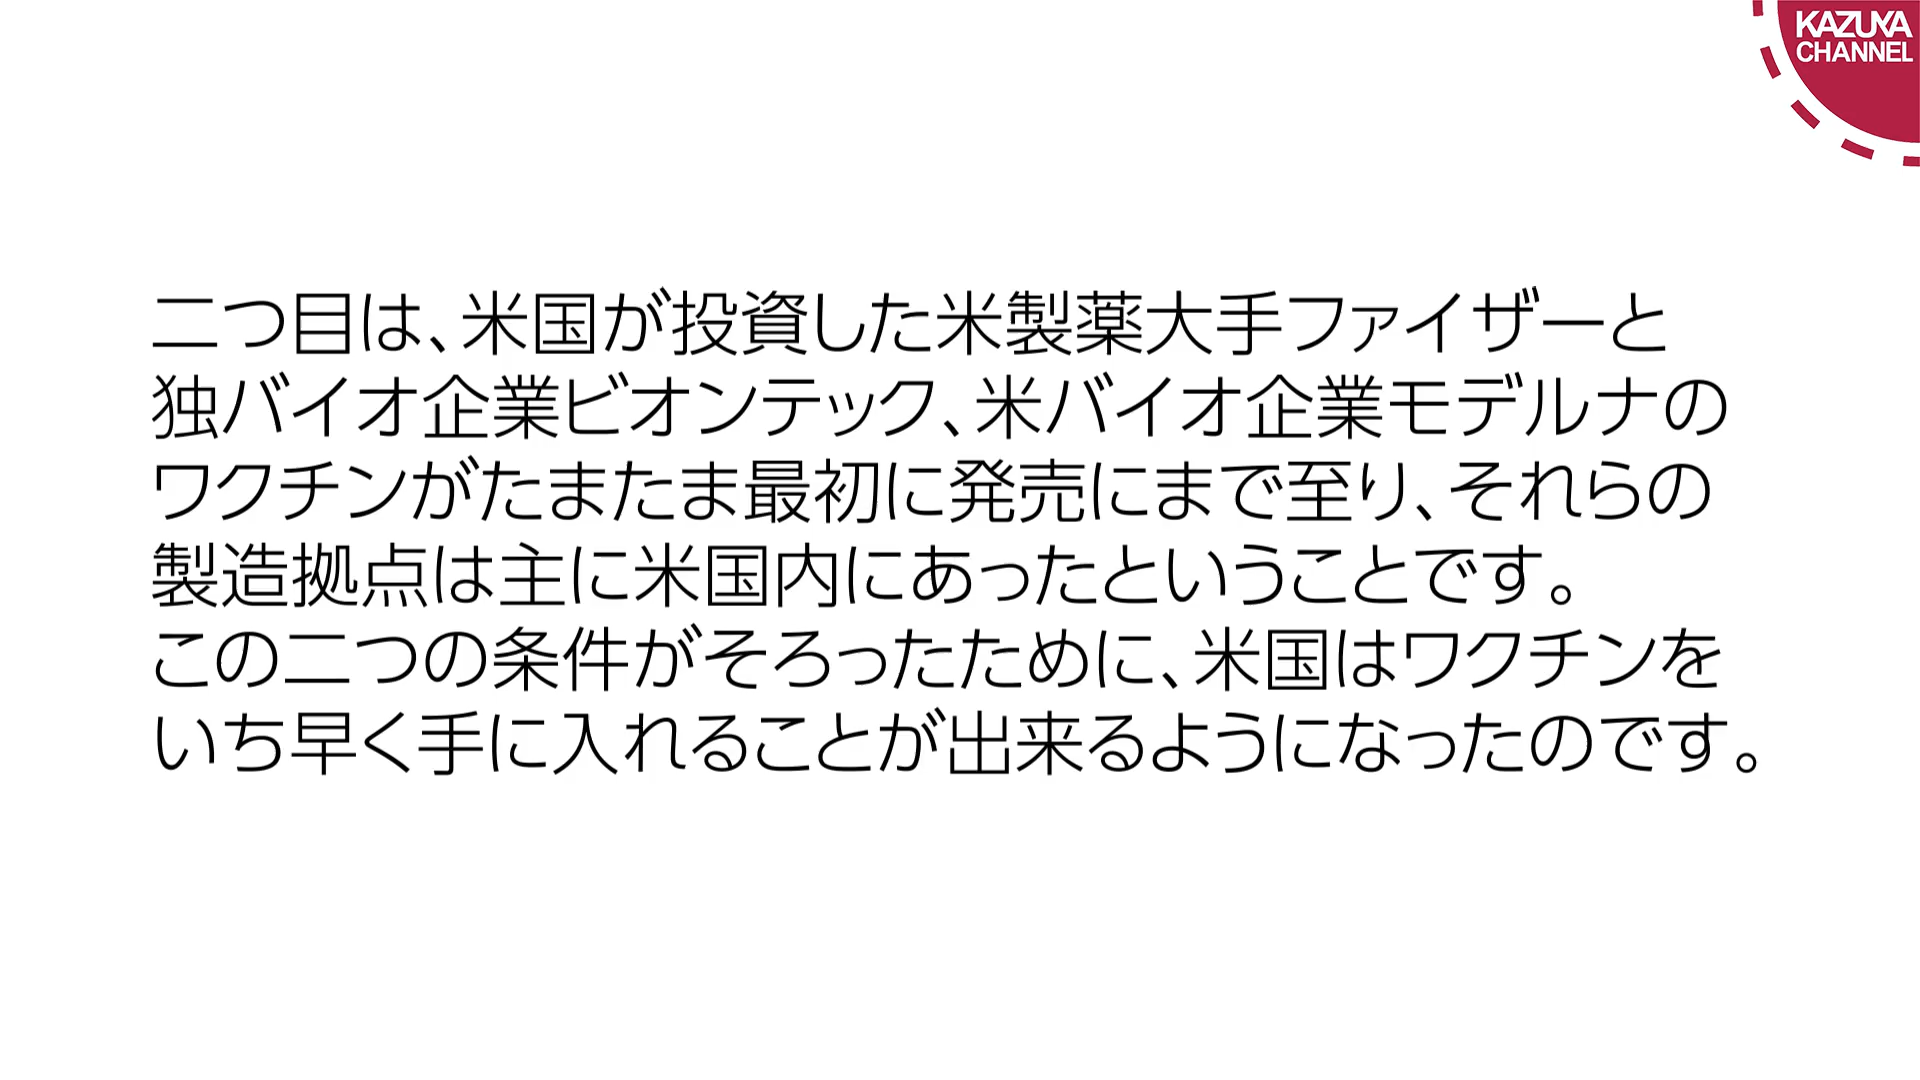 KAZUYA
CHANNEL
二つ目は、米国が投資した米製薬大手ファイザーと
独バイオ企業ビオンテック、米バイオ企業モデルナの
ワクチンがたまたま最初に発売にまで至り、それらの
製造拠点は主に米国内にあったということです。
この二つの条件がそろったために、米国はワクチンを
いち早く手に入れることが出来るようになったのです。